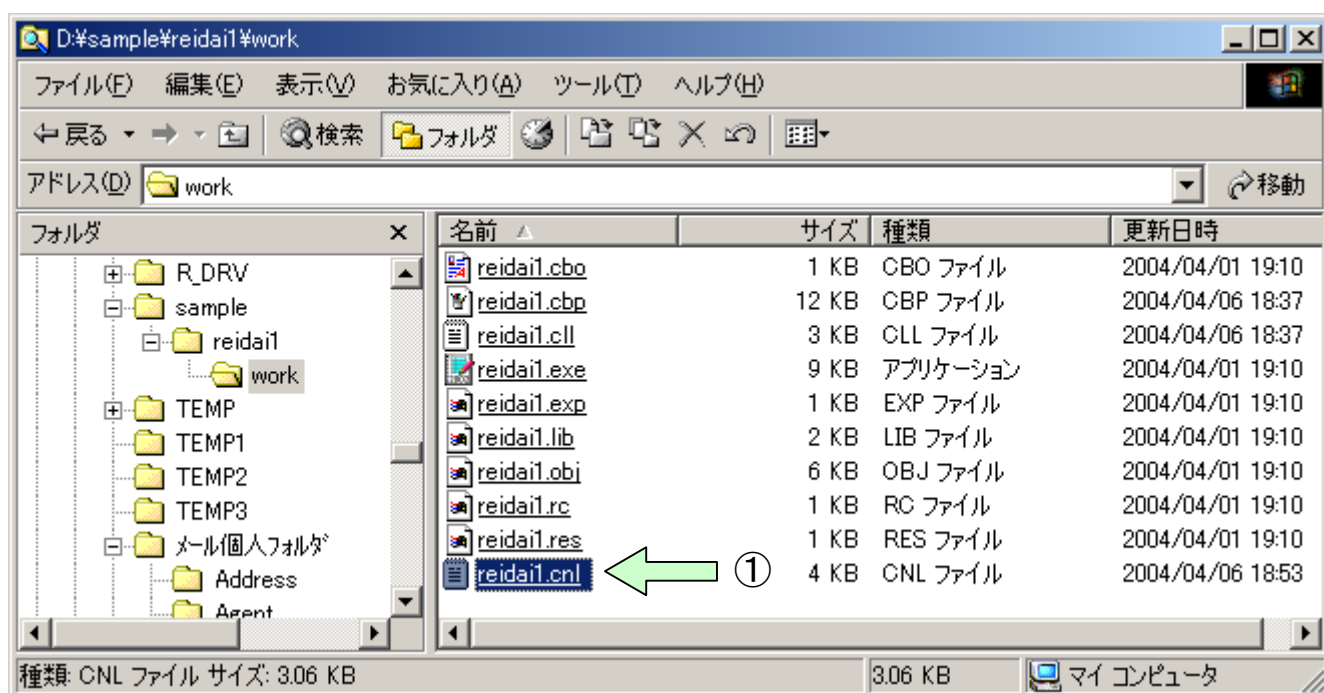 D:¥sample¥reidai1¥work
ファイル(F) 編集(E) 表示(V) お気に入り(A) ツール(T) ヘルプ(H)
戻る 検索 フォルダ
アドレス(D) work 移動
フォルダ × 名前 サイズ 種類 更新日時
R_DRV
sample
reidai1
work
TEMP
TEMP1
TEMP2
TEMP3
メール個人フォルダ
Address
Agent
reidai1.cbo 1 KB CBO ファイル 2004/04/01 19:10
reidai1.cbp 12 KB CBP ファイル 2004/04/06 18:37
reidai1.cll 3 KB CLL ファイル 2004/04/06 18:37
reidai1.exe 9 KB アプリケーション 2004/04/01 19:10
reidai1.exp 1 KB EXP ファイル 2004/04/01 19:10
reidai1.lib 2 KB LIB ファイル 2004/04/01 19:10
reidai1.obj 6 KB OBJ ファイル 2004/04/01 19:10
reidai1.rc 1 KB RC ファイル 2004/04/01 19:10
reidai1.res 1 KB RES ファイル 2004/04/01 19:10
reidai1.cnl ① 4 KB CNL ファイル 2004/04/06 18:53
種類: CNL ファイル サイズ: 3.06 KB 3.06 KB マイ コンピュータ